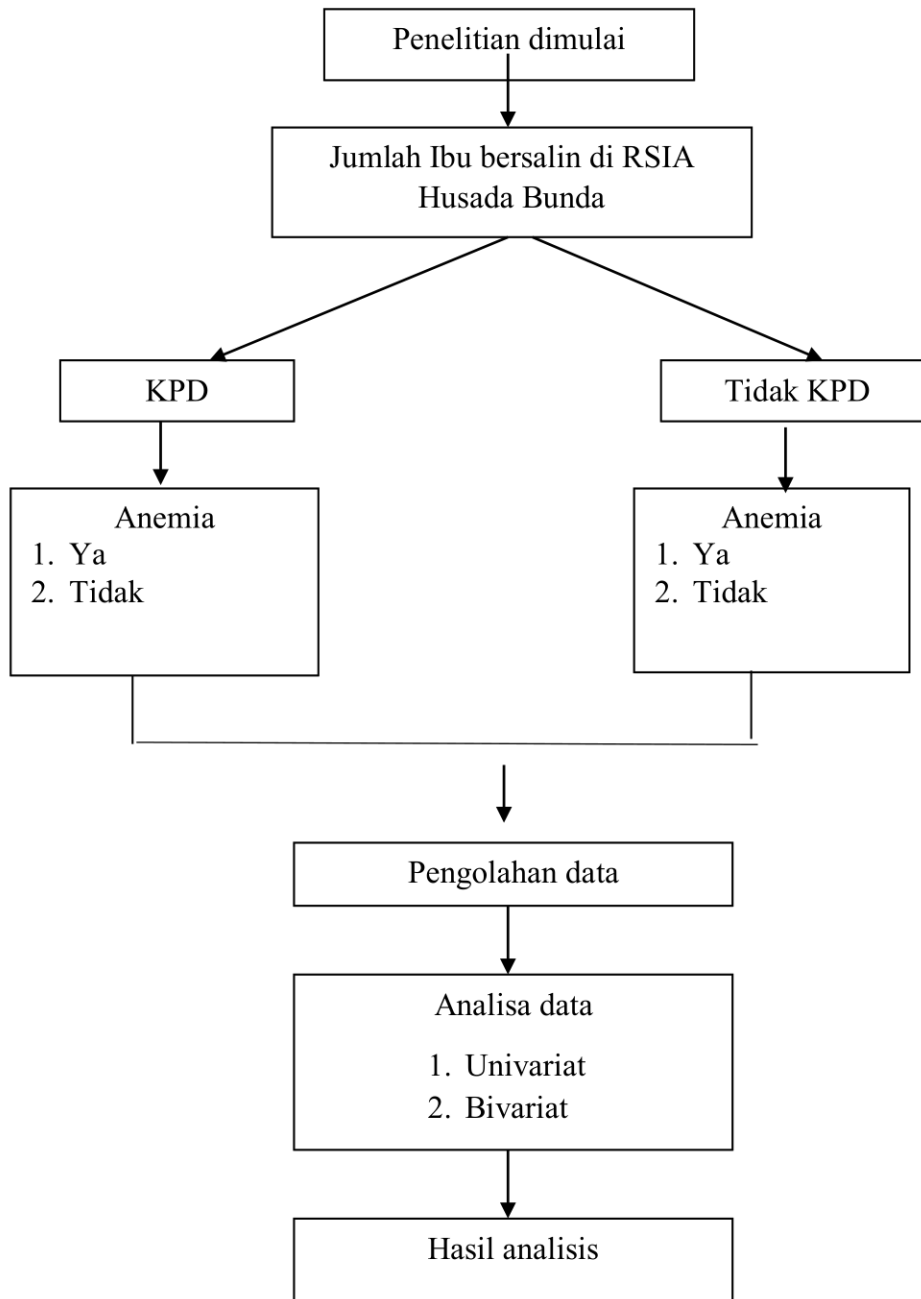 Penelitian dimulai
Jumlah Ibu bersalin di RSIA
Husada Bunda
KPD
Tidak KPD
Anemia
1. Ya
2. Tidak
Anemia
1. Ya
2. Tidak
Pengolahan data
Analisa data
1. Univariat
2. Bivariat
Hasil analisis